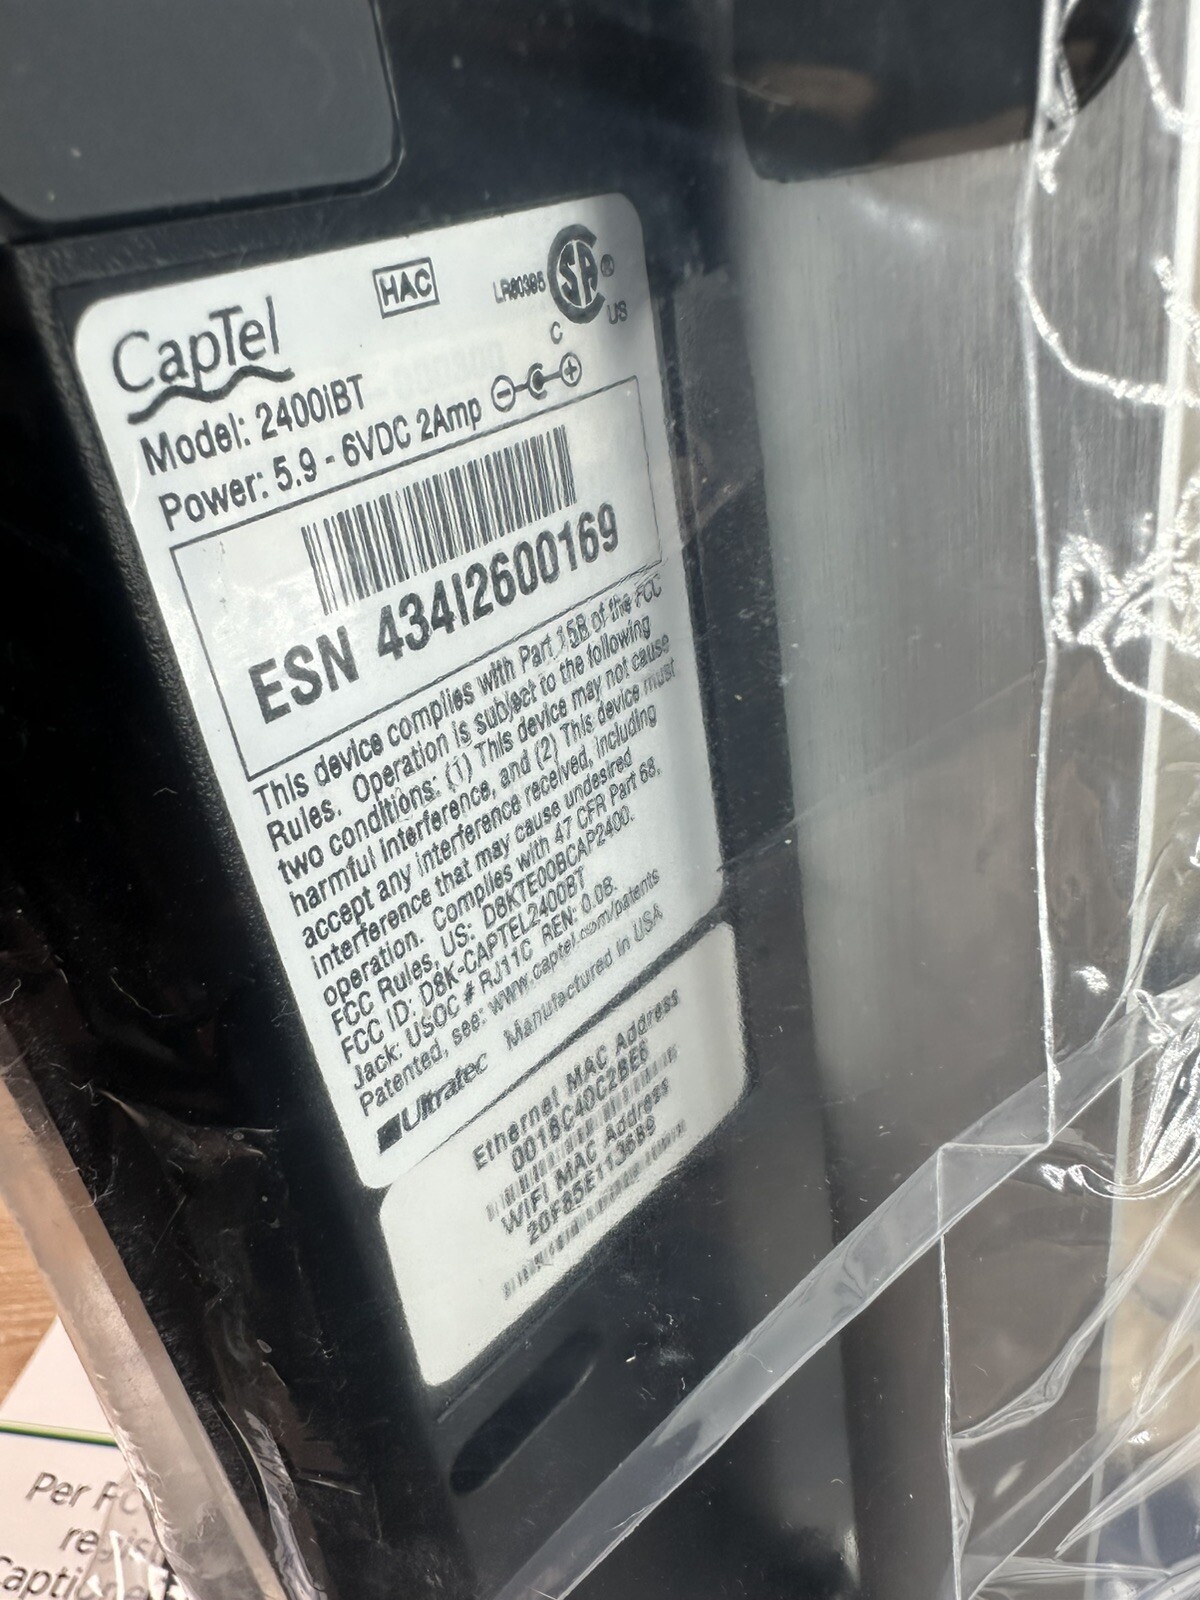 CapTel
HAC
LR80395
SA
®
C US
Model: 2400iBT
Power: 5.9 - 6VDC 2Amp
ESN 434I2600169
This device complies with Part 15B of the FCC
Rules. Operation is subject to the following
two conditions: (1) This device may not cause
harmful interference, and (2) This device must
accept any interference received, including
interference that may cause undesired
operation. Complies with 47 CFR Part 68,
FCC Rules, US: D8KTE00BCAP2400.
FCC ID: D8K-CAPTEL2400BT
Jack: USOC # RJ11C REN: 0.0B.
Patented, see: www.captel.com/patents
Ultratec Manufactured in USA
Ethernet MAC Address
WIFI MAC Address
Per